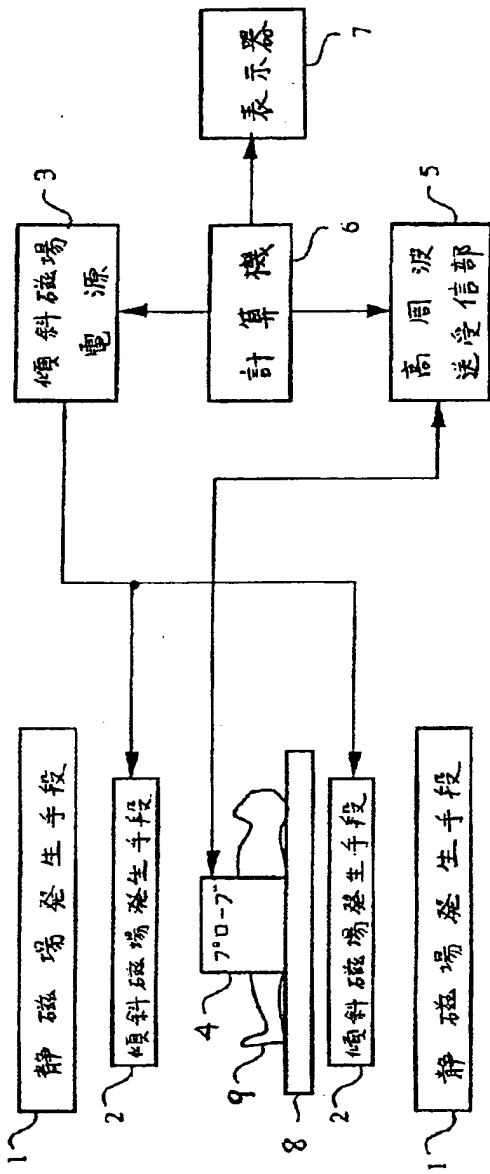 1
静磁場発生手段
2
傾斜磁場発生手段
4
プローブ
9
8
2
傾斜磁場発生手段
1
静磁場発生手段
3
傾斜磁場
電源
計算機
6
高周波
送受信部
5
表示器
7